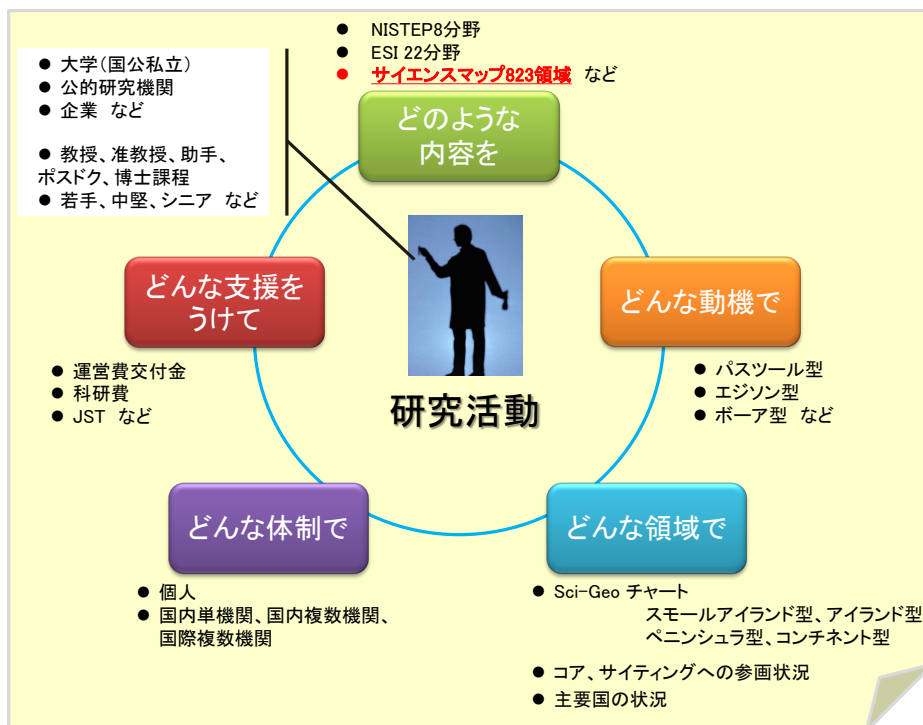 ● NISTEP8分野
● ESI 22分野
● サイエンスマップ823領域 など
● 大学(国公私立)
● 公的研究機関
● 企業 など
● 教授、准教授、助手、
ポスドク、博士課程
● 若手、中堅、シニア など
どのような
内容を
どんな支援を
うけて
● 運営費交付金
● 科研費
● JST など
研究活動
どんな動機で
● パスツール型
● エジソン型
● ボーア型 など
どんな体制で
● 個人
● 国内単機関、国内複数機関、
国際複数機関
どんな領域で
● Sci-Geo チャート
スモールアイランド型、アイランド型
ペニンシュラ型、コンチネント型
● コア、サイティングへの参画状況
● 主要国の状況